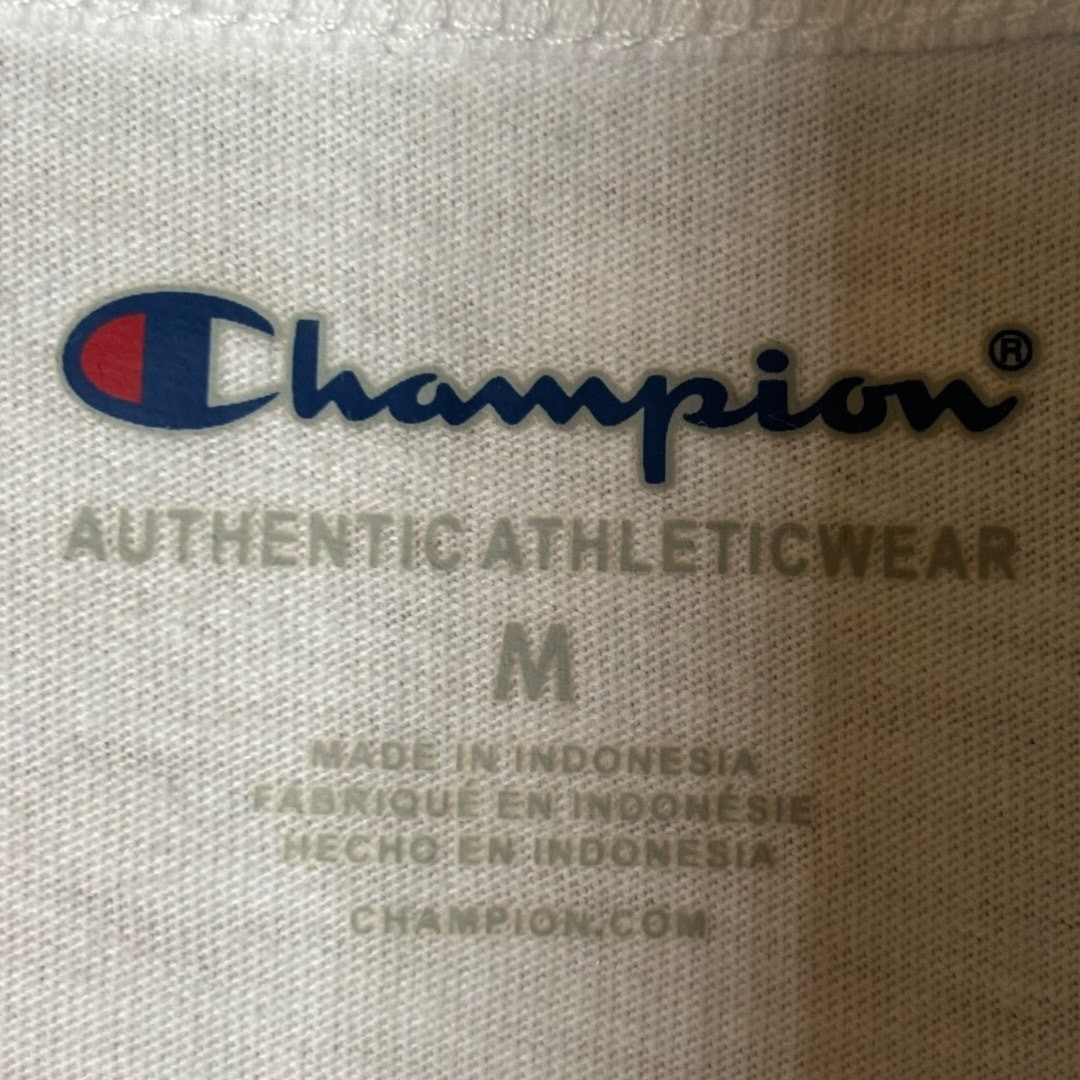 Champion®
AUTHENTIC ATHLETICWEAR
M
MADE IN INDONESIA
FABRIQUÉ EN INDONÉSIE
HECHO EN INDONESIA
CHAMPION.COM